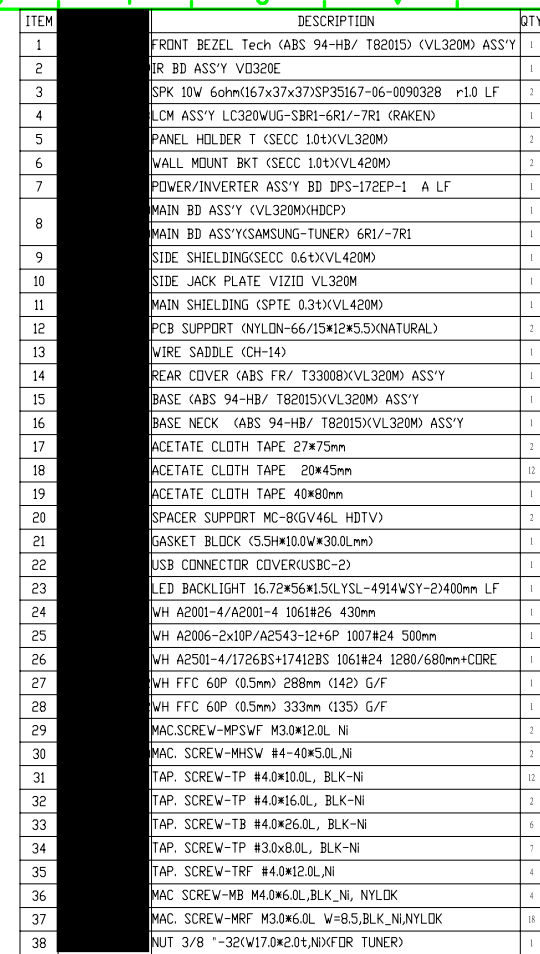 ITEM DESCRIPTION QTY
1 FRONT BEZEL Tech (ABS 94-HB/ T82015) (VL320M) ASS'Y 1
2 IR BD ASS'Y VO320E 1
3 SPK 10W 6ohm(167x37x37)SP35167-06-0090328 r1.0 LF 2
4 LCM ASS'Y LC320WUG-SBR1-6R1/-7R1 (RAKEN) 1
5 PANEL HOLDER T (SECC 1.0t)(VL320M) 2
6 WALL MOUNT BKT (SECC 1.0t)(VL420M) 2
7 POWER/INVERTER ASS'Y BD DPS-172EP-1 A LF 1
8 MAIN BD ASS'Y (VL320M)(HDCP) 1
MAIN BD ASS'Y(SAMSUNG-TUNER) 6R1/-7R1 1
9 SIDE SHIELDING(SECC 0.6t)(VL420M) 1
10 SIDE JACK PLATE VIZIO VL320M 1
11 MAIN SHIELDING (SPTE 0.3t)(VL420M) 1
12 PCB SUPPORT (NYLON-66/15*12*5.5)(NATURAL) 2
13 WIRE SADDLE (CH-14) 1
14 REAR COVER (ABS FR/ T33008)(VL320M) ASS'Y 1
15 BASE (ABS 94-HB/ T82015)(VL320M) ASS'Y 1
16 BASE NECK (ABS 94-HB/ T82015)(VL320M) ASS'Y 1
17 ACETATE CLOTH TAPE 27*75mm 2
18 ACETATE CLOTH TAPE 20*45mm 12
19 ACETATE CLOTH TAPE 40*80mm 1
20 SPACER SUPPORT MC-8(GV46L HDTV) 2
21 GASKET BLOCK (5.5H*10.0W*30.0Lmm) 1
22 USB CONNECTOR COVER(USBC-2) 1
23 LED BACKLIGHT 16.72*56*1.5(LYSL-4914WSY-2)400mm LF 1
24 WH A2001-4/A2001-4 1061#26 430mm 1
25 WH A2006-2x10P/A2543-12+6P 1007#24 500mm 1
26 WH A2501-4/1726BS+17412BS 1061#24 1280/680mm+CORE 1
27 WH FFC 60P (0.5mm) 288mm (142) G/F 1
28 WH FFC 60P (0.5mm) 333mm (135) G/F 1
29 MAC.SCREW-MPSWF M3.0*12.0L Ni 2
30 MAC. SCREW-MHSW #4-40*5.0L,Ni 2
31 TAP. SCREW-TP #4.0*10.0L, BLK-Ni 12
32 TAP. SCREW-TP #4.0*16.0L, BLK-Ni 2
33 TAP. SCREW-TB #4.0*26.0L, BLK-Ni 6
34 TAP. SCREW-TP #3.0x8.0L, BLK-Ni 7
35 TAP. SCREW-TRF #4.0*12.0L,Ni 4
36 MAC SCREW-MB M4.0*6.0L,BLK_Ni, NYLOK 4
37 MAC. SCREW-MRF M3.0*6.0L W=8.5,BLK_Ni,NYLOK 18
38 NUT 3/8 "-32(W17.0*2.0t,Ni)(FOR TUNER) 1